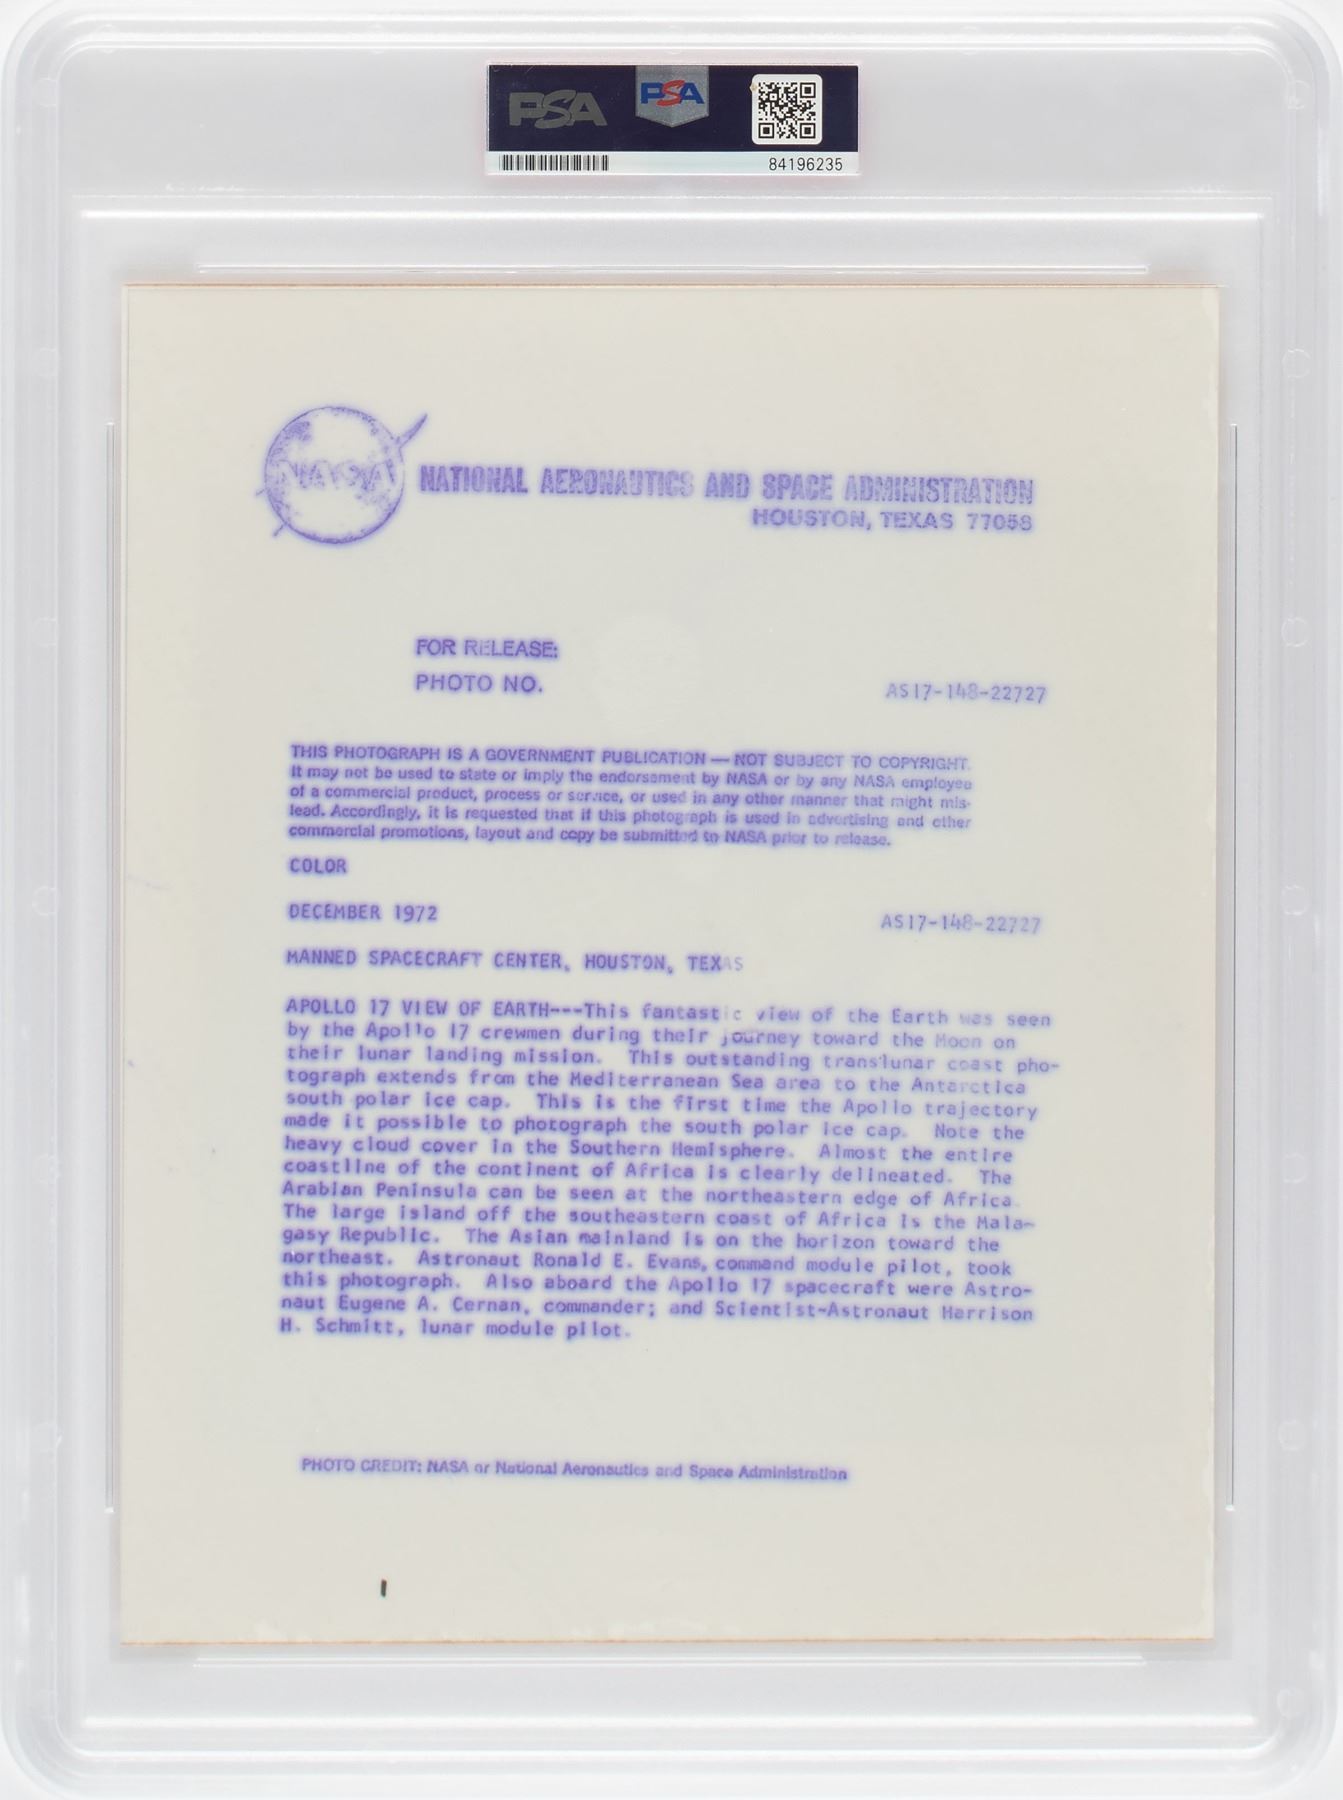 PSA
PSA
84196235
NASA
NATIONAL AERONAUTICS AND SPACE ADMINISTRATION
HOUSTON, TEXAS 77058
FOR RELEASE:
PHOTO NO.
AS17-148-22727
THIS PHOTOGRAPH IS A GOVERNMENT PUBLICATION — NOT SUBJECT TO COPYRIGHT.
It may not be used to state or imply the endorsement by NASA or by any NASA employee
of a commercial product, process or service, or used in any other manner that might mis-
lead. Accordingly, it is requested that if this photograph is used in advertising and other
commercial promotions, layout and copy be submitted to NASA prior to release.
COLOR
DECEMBER 1972
AS17-148-22727
MANNED SPACECRAFT CENTER, HOUSTON, TEXAS
APOLLO 17 VIEW OF EARTH---This fantastic view of the Earth was seen
by the Apollo 17 crewmen during their journey toward the Moon on
their lunar landing mission. This outstanding translunar coast pho-
tograph extends from the Mediterranean Sea area to the Antarctica
south polar ice cap. This is the first time the Apollo trajectory
made it possible to photograph the south polar ice cap. Note the
heavy cloud cover in the Southern Hemisphere. Almost the entire
coastline of the continent of Africa is clearly delineated. The
Arabian Peninsula can be seen at the northeastern edge of Africa.
The large island off the southeastern coast of Africa is the Mala-
gasy Republic. The Asian mainland is on the horizon toward the
northeast. Astronaut Ronald E. Evans, command module pilot, took
this photograph. Also aboard the Apollo 17 spacecraft were Astro-
naut Eugene A. Cernan, commander; and Scientist-Astronaut Harrison
H. Schmitt, lunar module pilot.
PHOTO CREDIT: NASA or National Aeronautics and Space Administration